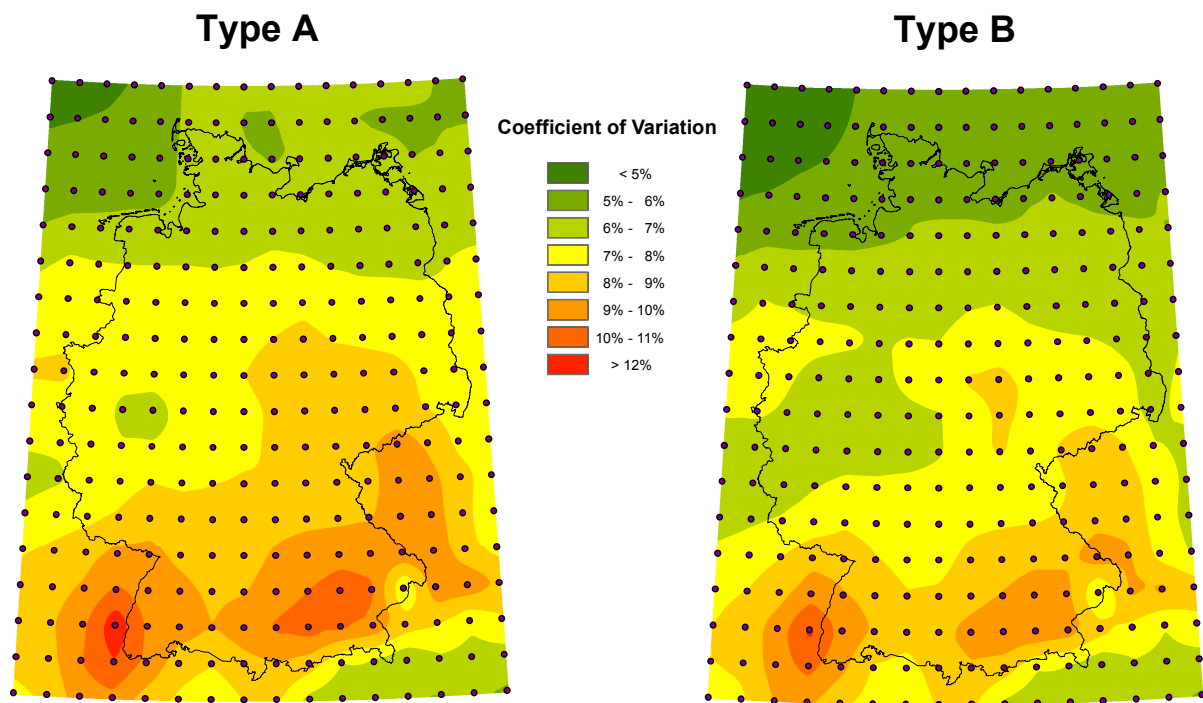 Type A
Type B
Coefficient of Variation
< 5%
5% - 6%
6% - 7%
7% - 8%
8% - 9%
9% - 10%
10% - 11%
> 12%